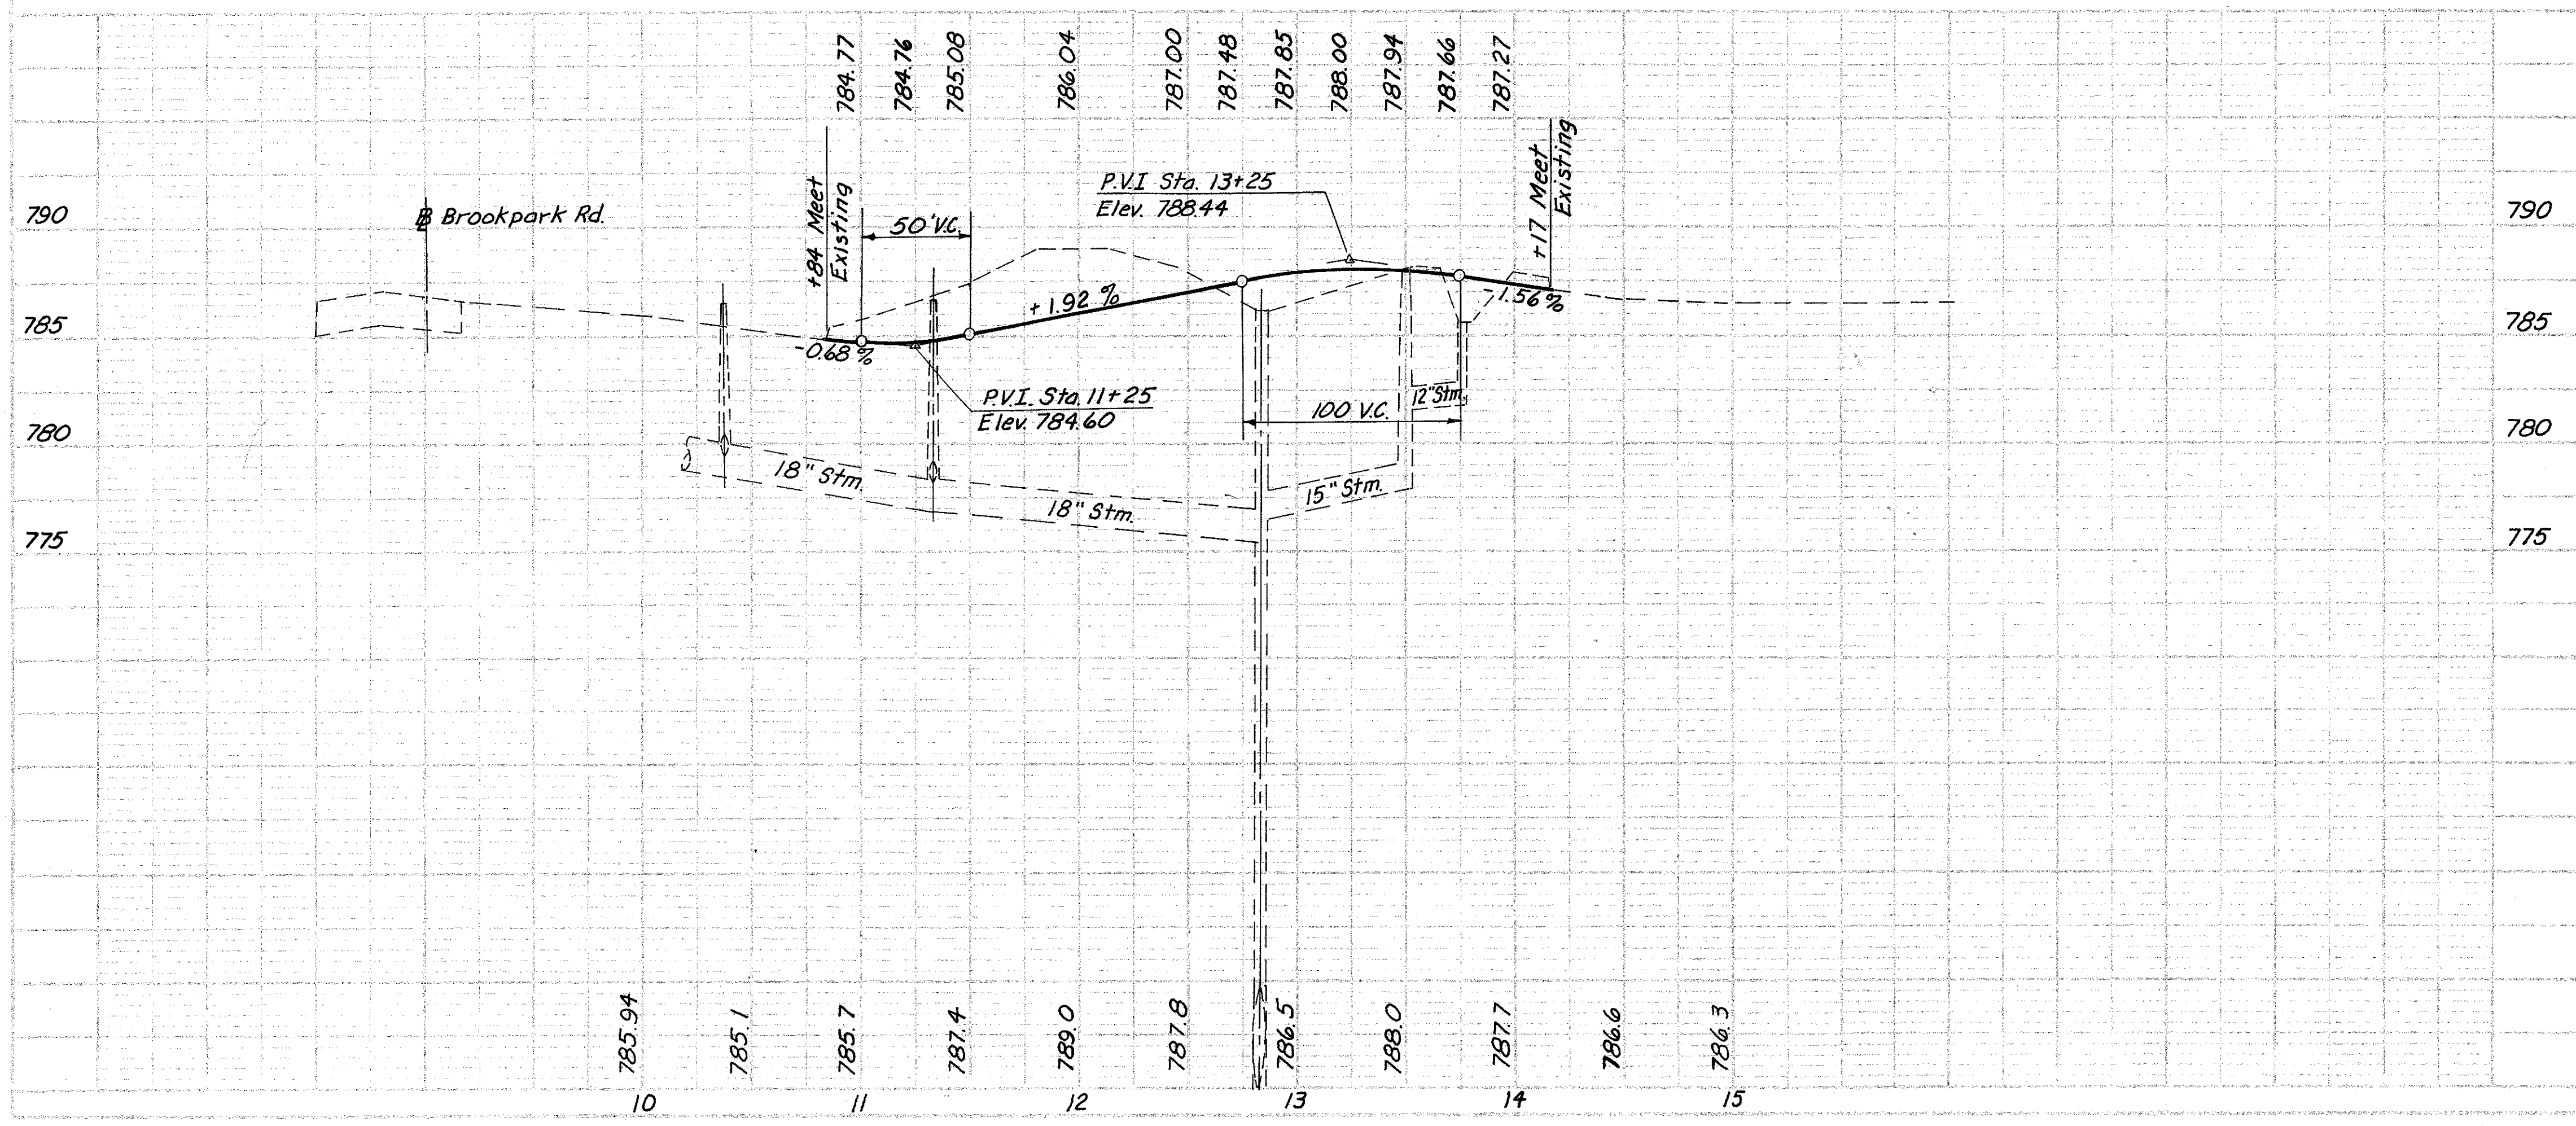 784.77
784.76
785.08
786.04
787.00
787.48
787.85
788.00
787.94
787.66
787.27
+84 Meet
Existing
+17 Meet
Existing
P.V.I Sta. 13+25
Elev. 788.44
790
Brookpark Rd.
50' V.C.
790
785
+1.92 %
-1.56 %
785
-0.68 %
P.V.I. Sta. 11+25
Elev. 784.60
100 V.C.
12" Stm.
780
780
18" Stm.
18" Stm.
15" Stm.
775
775
785.94
785.1
785.7
787.4
789.0
787.8
786.5
788.0
787.7
786.6
786.3
10
11
12
13
14
15